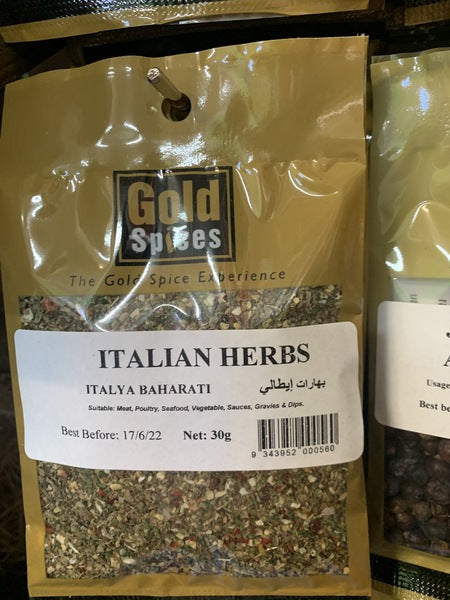 Gold
Spices
The Gold Spice Experience
ITALIAN HERBS
ITALYA BAHARATI
بهارات إيطالي
Suitable: Meat, Poultry, Seafood, Vegetable, Sauces, Gravies & Dips.
Best Before: 17/6/22 Net: 30g
9 343952 000560
A
Usage
Best be